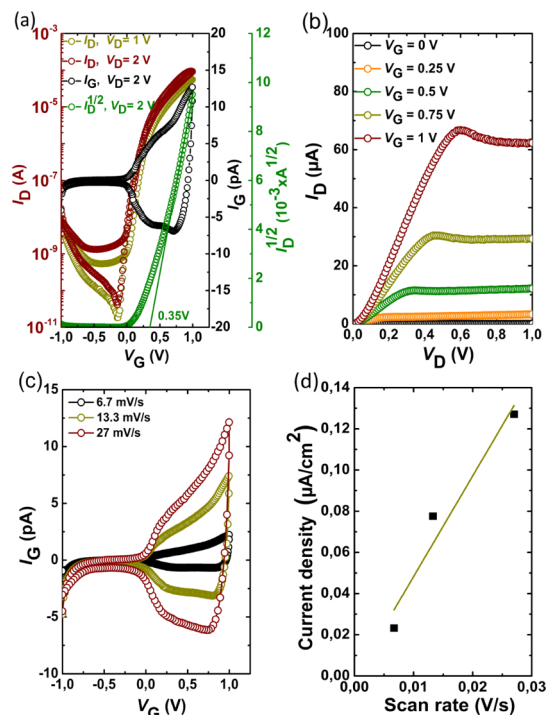 (a)
I_D, V_D= 1 V
I_D, V_D= 2 V
I_G, V_D= 2 V
I_D^1/2, V_D= 2 V
10^-3
10^-5
10^-7
10^-9
10^-11
I_D (A)
20
15
10
5
0
-5
-10
15
20
I_G (pA)
12
10
8
6
4
2
0
I_D^1/2 (10^-3xA^1/2)
0.35V
-1,0 -0,5 0,0 0,5 1,0
V_G (V)
(b)
V_G = 0 V
V_G = 0.25 V
V_G = 0.5 V
V_G = 0.75 V
V_G = 1 V
100
80
60
40
20
0
I_D (µA)
0,0 0,2 0,4 0,6 0,8 1,0
V_D (V)
(c)
6.7 mV/s
13.3 mV/s
27 mV/s
15
10
5
0
-5
-10
I_G (pA)
-1,0 -0,5 0,0 0,5 1,0
V_G (V)
(d)
0,14
0,12
0,10
0,08
0,06
0,04
0,02
0,00
Current density (µA/cm²)
0,00 0,01 0,02 0,03
Scan rate (V/s)